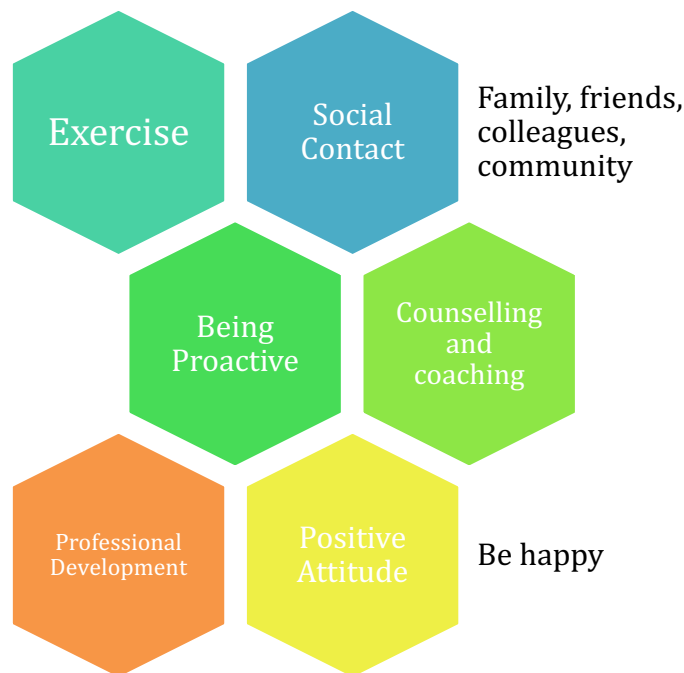 Exercise
Social
Contact
Family, friends,
colleagues,
community
Being
Proactive
Counselling
and
coaching
Professional
Development
Positive
Attitude
Be happy